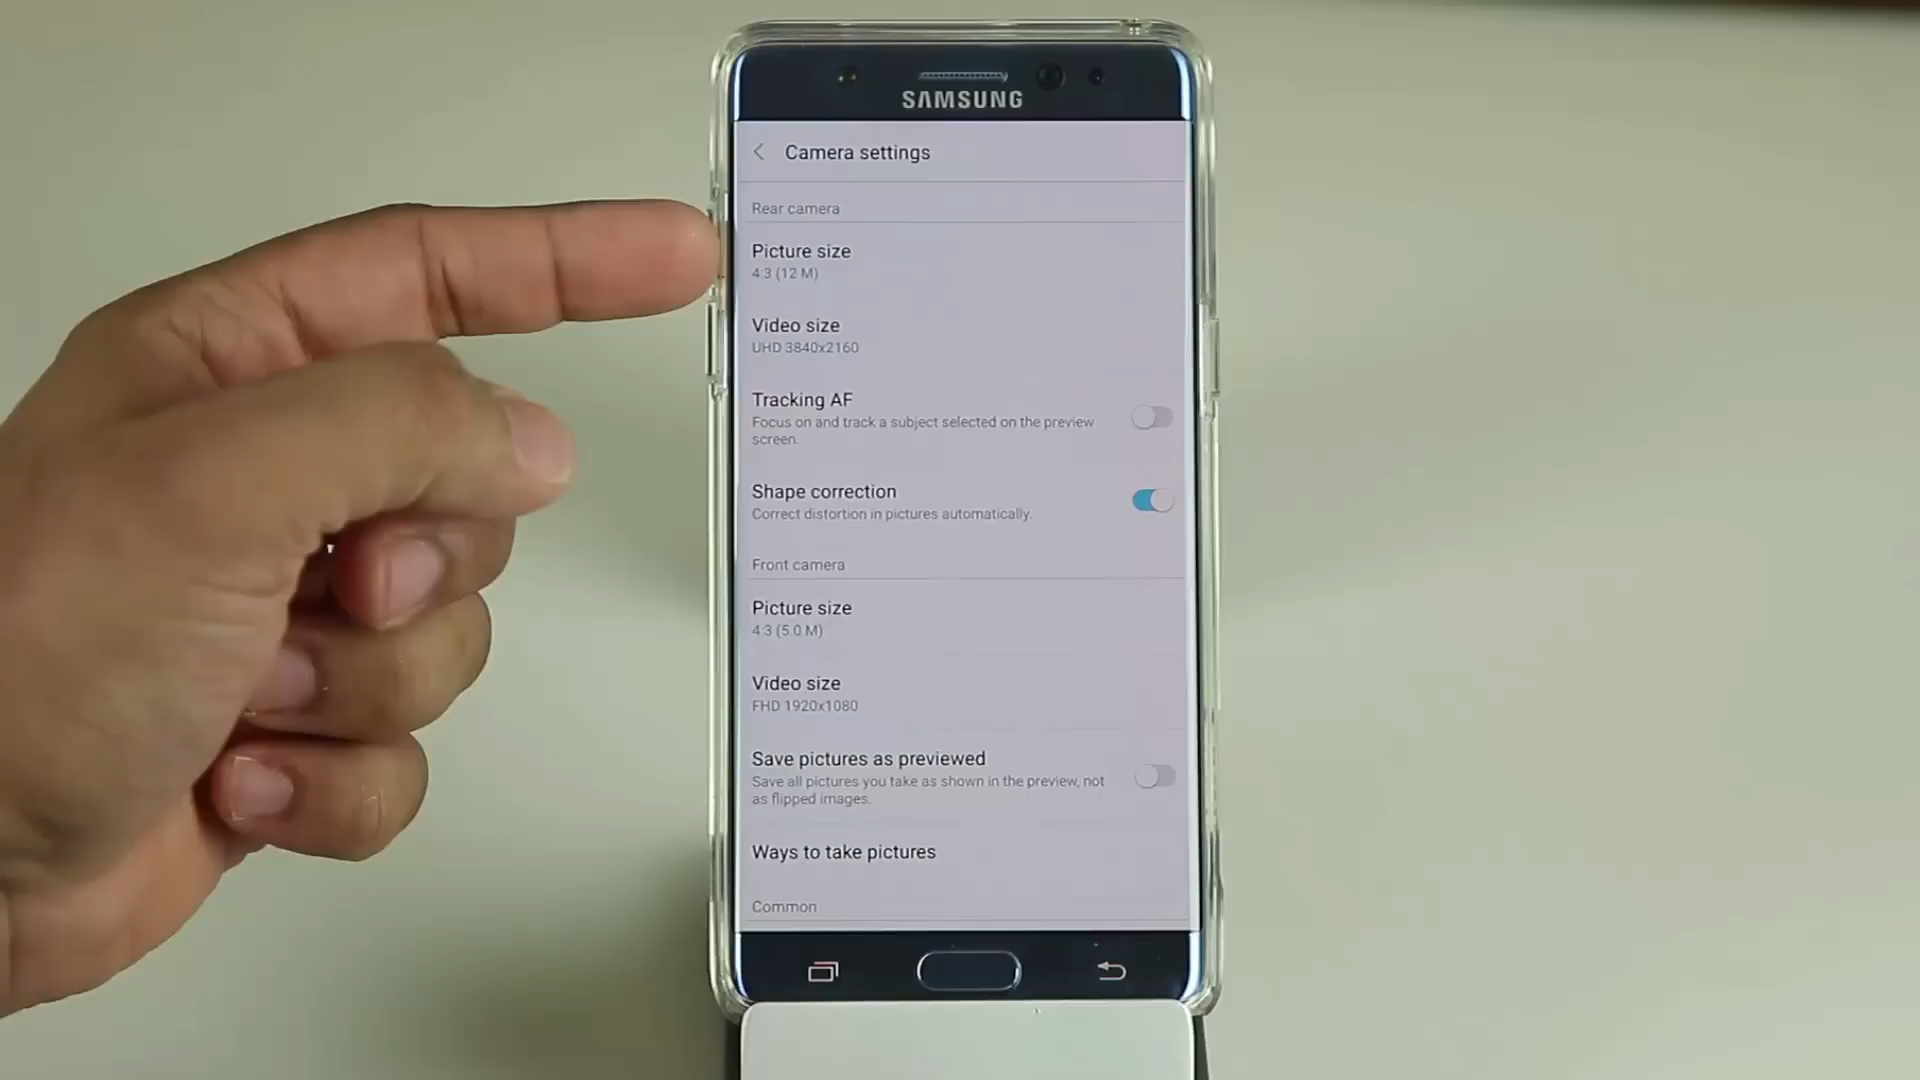 SAMSUNG
Camera settings
Rear camera
Picture size
4:3 (12 M)
Video size
UHD 3840x2160
Tracking AF
Focus on and track a subject selected on the preview
screen.
Shape correction
Correct distortion in pictures automatically.
Front camera
Picture size
4:3 (5.0 M)
Video size
FHD 1920x1080
Save pictures as previewed
Save all pictures you take as shown in the preview, not
as flipped images.
Ways to take pictures
Common